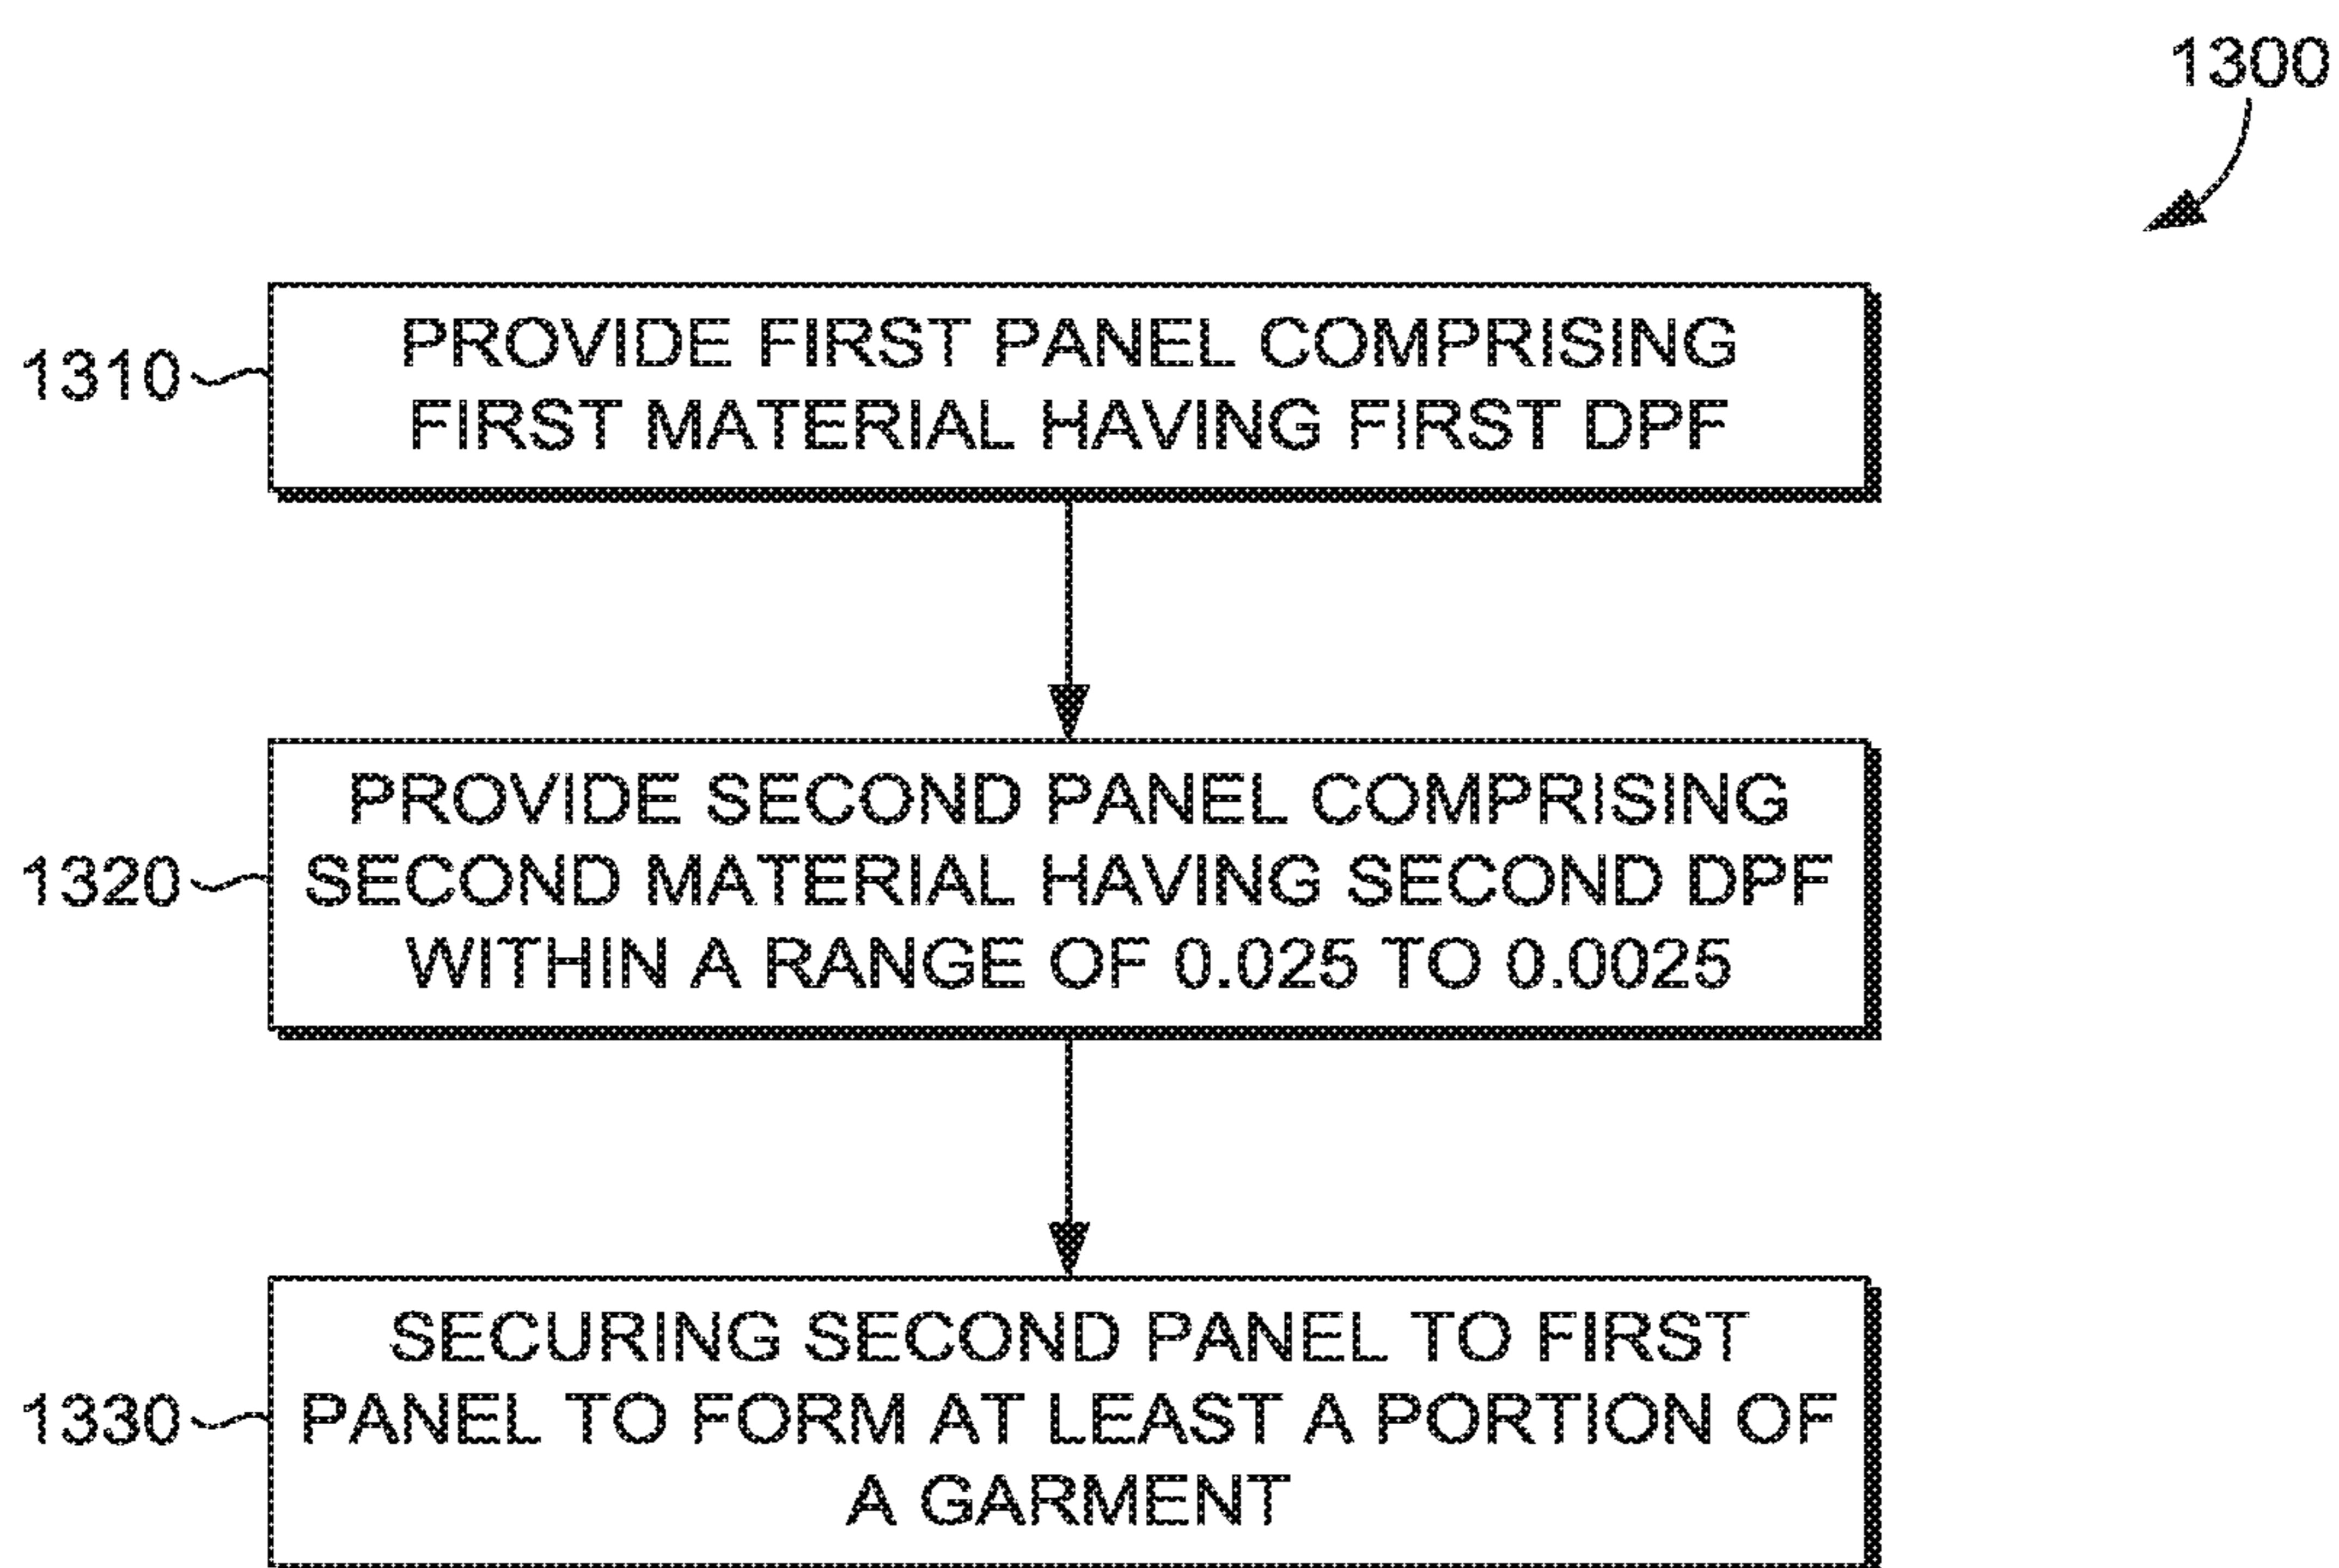 1300
1310
PROVIDE FIRST PANEL COMPRISING
FIRST MATERIAL HAVING FIRST DPF
1320
PROVIDE SECOND PANEL COMPRISING
SECOND MATERIAL HAVING SECOND DPF
WITHIN A RANGE OF 0.025 TO 0.0025
1330
SECURING SECOND PANEL TO FIRST
PANEL TO FORM AT LEAST A PORTION OF
A GARMENT